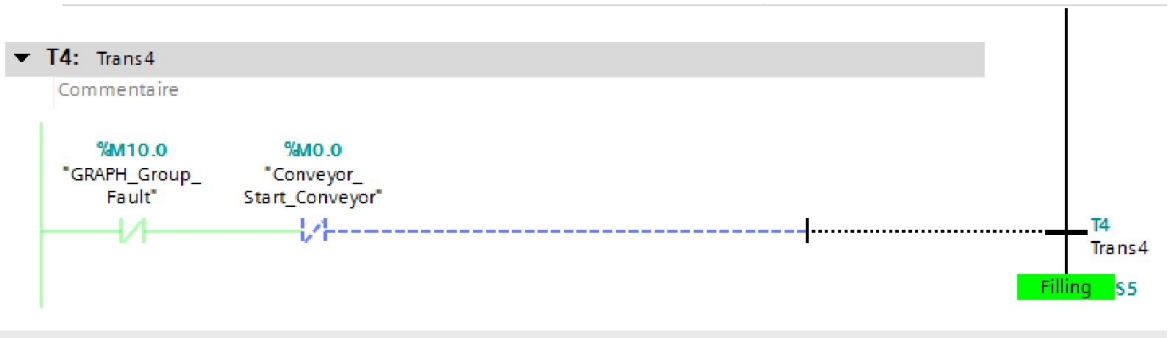 T4: Trans4
Commentaire
%M10.0
"GRAPH_Group_
Fault"
%M0.0
"Conveyor_
Start_Conveyor"
T4
Trans4
Filling S5